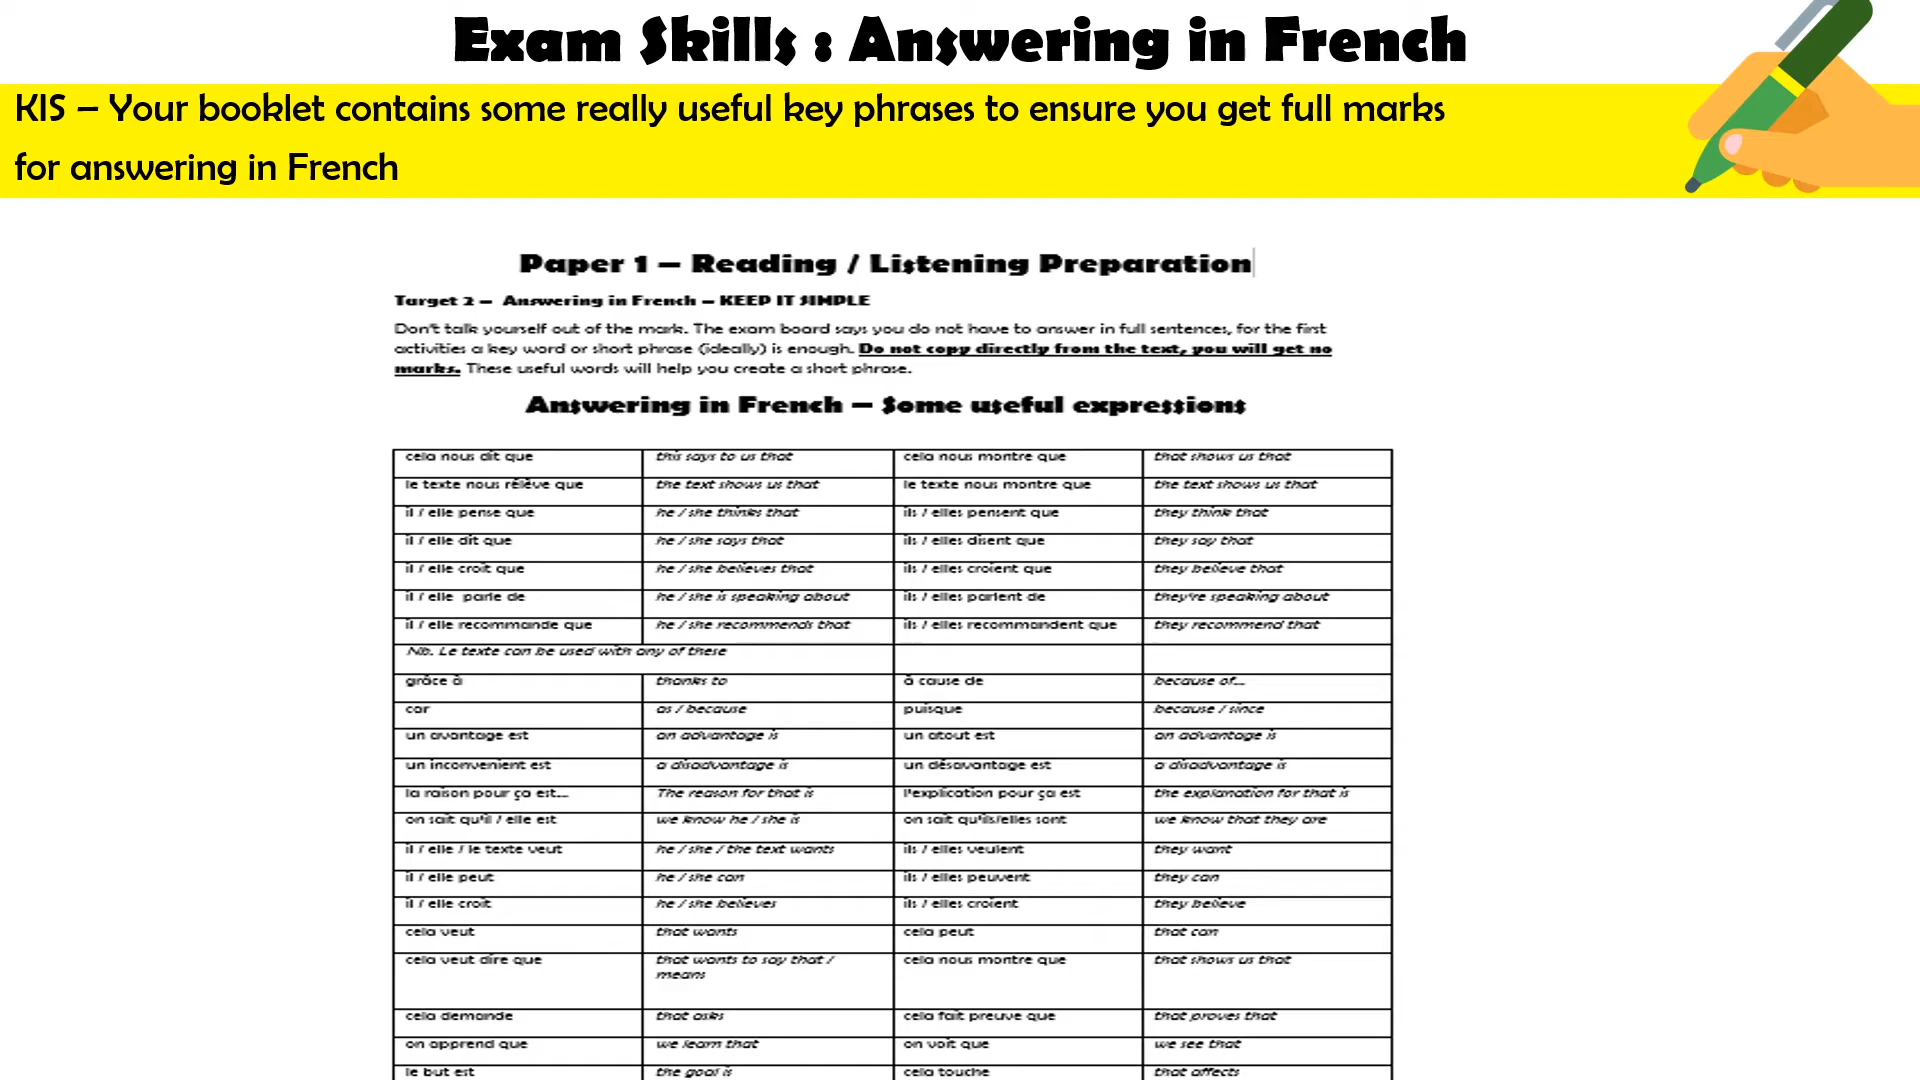 Exam Skills : Answering in French
KIS – Your booklet contains some really useful key phrases to ensure you get full marks
for answering in French
Paper 1 – Reading / Listening Preparation
Target 2 – Answering in French – KEEP IT SIMPLE
Don't talk yourself out of the mark. The exam board says you do not have to answer in full sentences, for the first
activities a key word or short phrase (ideally) is enough. Do not copy directly from the text, you will get no
marks. These useful words will help you create a short phrase.
Answering in French – Some useful expressions
cela nous dit que this says to us that cela nous montre que that shows us that
le texte nous révèle que the text shows us that le texte nous montre que the text shows us that
il / elle pense que he / she thinks that ils / elles pensent que they think that
il / elle dit que he / she says that ils / elles disent que they say that
il / elle croit que he / she believes that ils / elles croient que they believe that
il / elle parle de he / she is speaking about ils / elles parlent de they're speaking about
il / elle recommande que he / she recommends that ils / elles recommandent que they recommend that
Nb. Le texte can be used with any of these
grâce à thanks to à cause de because of...
car as / because puisque because / since
un avantage est an advantage is un atout est an advantage is
un inconvenient est a disadvantage is un désavantage est a disadvantage is
la raison pour ça est... The reason for that is l'explication pour ça est the explanation for that is
on sait qu'il / elle est we know he / she is on sait qu'ils/elles sont we know that they are
il / elle / le texte veut he / she / the text wants ils / elles veulent they want
il / elle peut he / she can ils / elles peuvent they can
il / elle croit he / she believes ils / elles croient they believe
cela veut that wants cela peut that can
cela veut dire que that wants to say that / cela nous montre que that shows us that
means
cela demande that asks cela fait preuve que that proves that
on apprend que we learn that on voit que we see that
le but est the goal is cela touche that affects